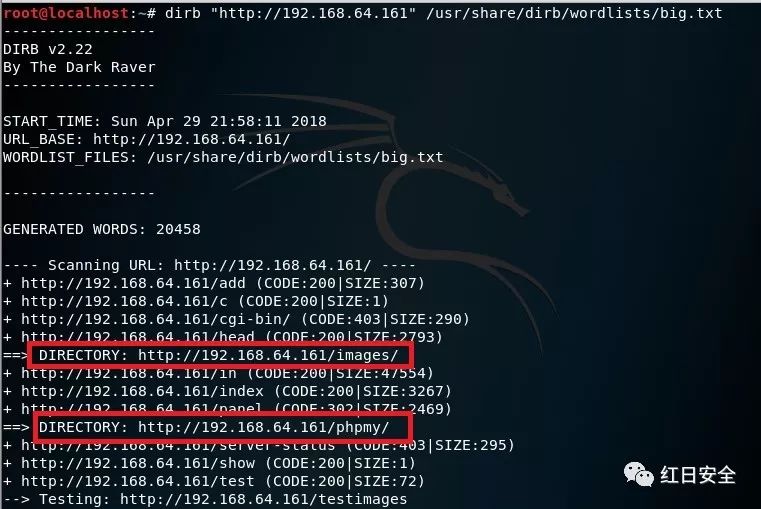 root@localhost:~# dirb "http://192.168.64.161" /usr/share/dirb/wordlists/big.txt
-----------------
DIRB v2.22
By The Dark Raver
-----------------
START_TIME: Sun Apr 29 21:58:11 2018
URL_BASE: http://192.168.64.161/
WORDLIST_FILES: /usr/share/dirb/wordlists/big.txt
-----------------
GENERATED WORDS: 20458
---- Scanning URL: http://192.168.64.161/ ----
+ http://192.168.64.161/add (CODE:200|SIZE:307)
+ http://192.168.64.161/c (CODE:200|SIZE:1)
+ http://192.168.64.161/cgi-bin/ (CODE:403|SIZE:290)
+ http://192.168.64.161/head (CODE:200|SIZE:2793)
==> DIRECTORY: http://192.168.64.161/images/
+ http://192.168.64.161/in (CODE:200|SIZE:47554)
+ http://192.168.64.161/index (CODE:200|SIZE:3267)
+ http://192.168.64.161/panel (CODE:302|SIZE:2469)
==> DIRECTORY: http://192.168.64.161/phpmy/
+ http://192.168.64.161/server-status (CODE:403|SIZE:295)
+ http://192.168.64.161/show (CODE:200|SIZE:1)
+ http://192.168.64.161/test (CODE:200|SIZE:72)
--> Testing: http://192.168.64.161/testimages
红日安全